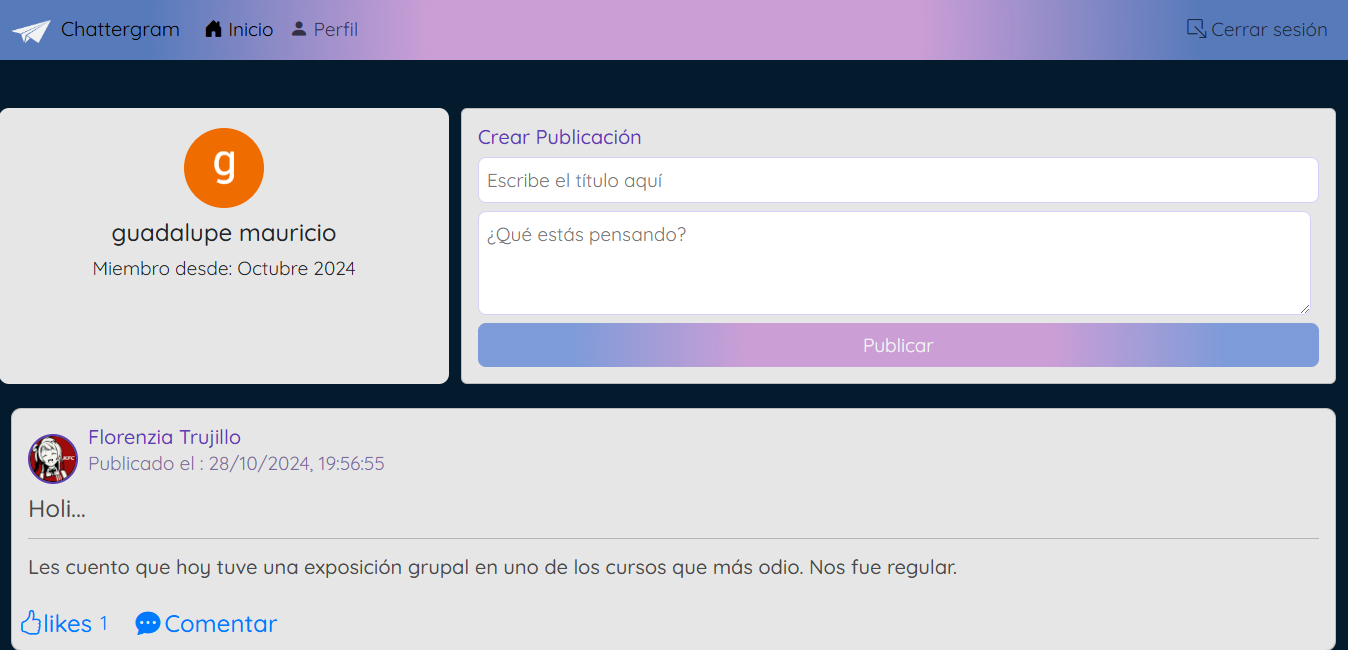 Chattergram Inicio Perfil Cerrar sesión
g
guadalupe mauricio
Miembro desde: Octubre 2024
Crear Publicación
Escribe el título aquí
¿Qué estás pensando?
Publicar
Florenzia Trujillo
Publicado el : 28/10/2024, 19:56:55
Holi...
Les cuento que hoy tuve una exposición grupal en uno de los cursos que más odio. Nos fue regular.
likes 1 Comentar